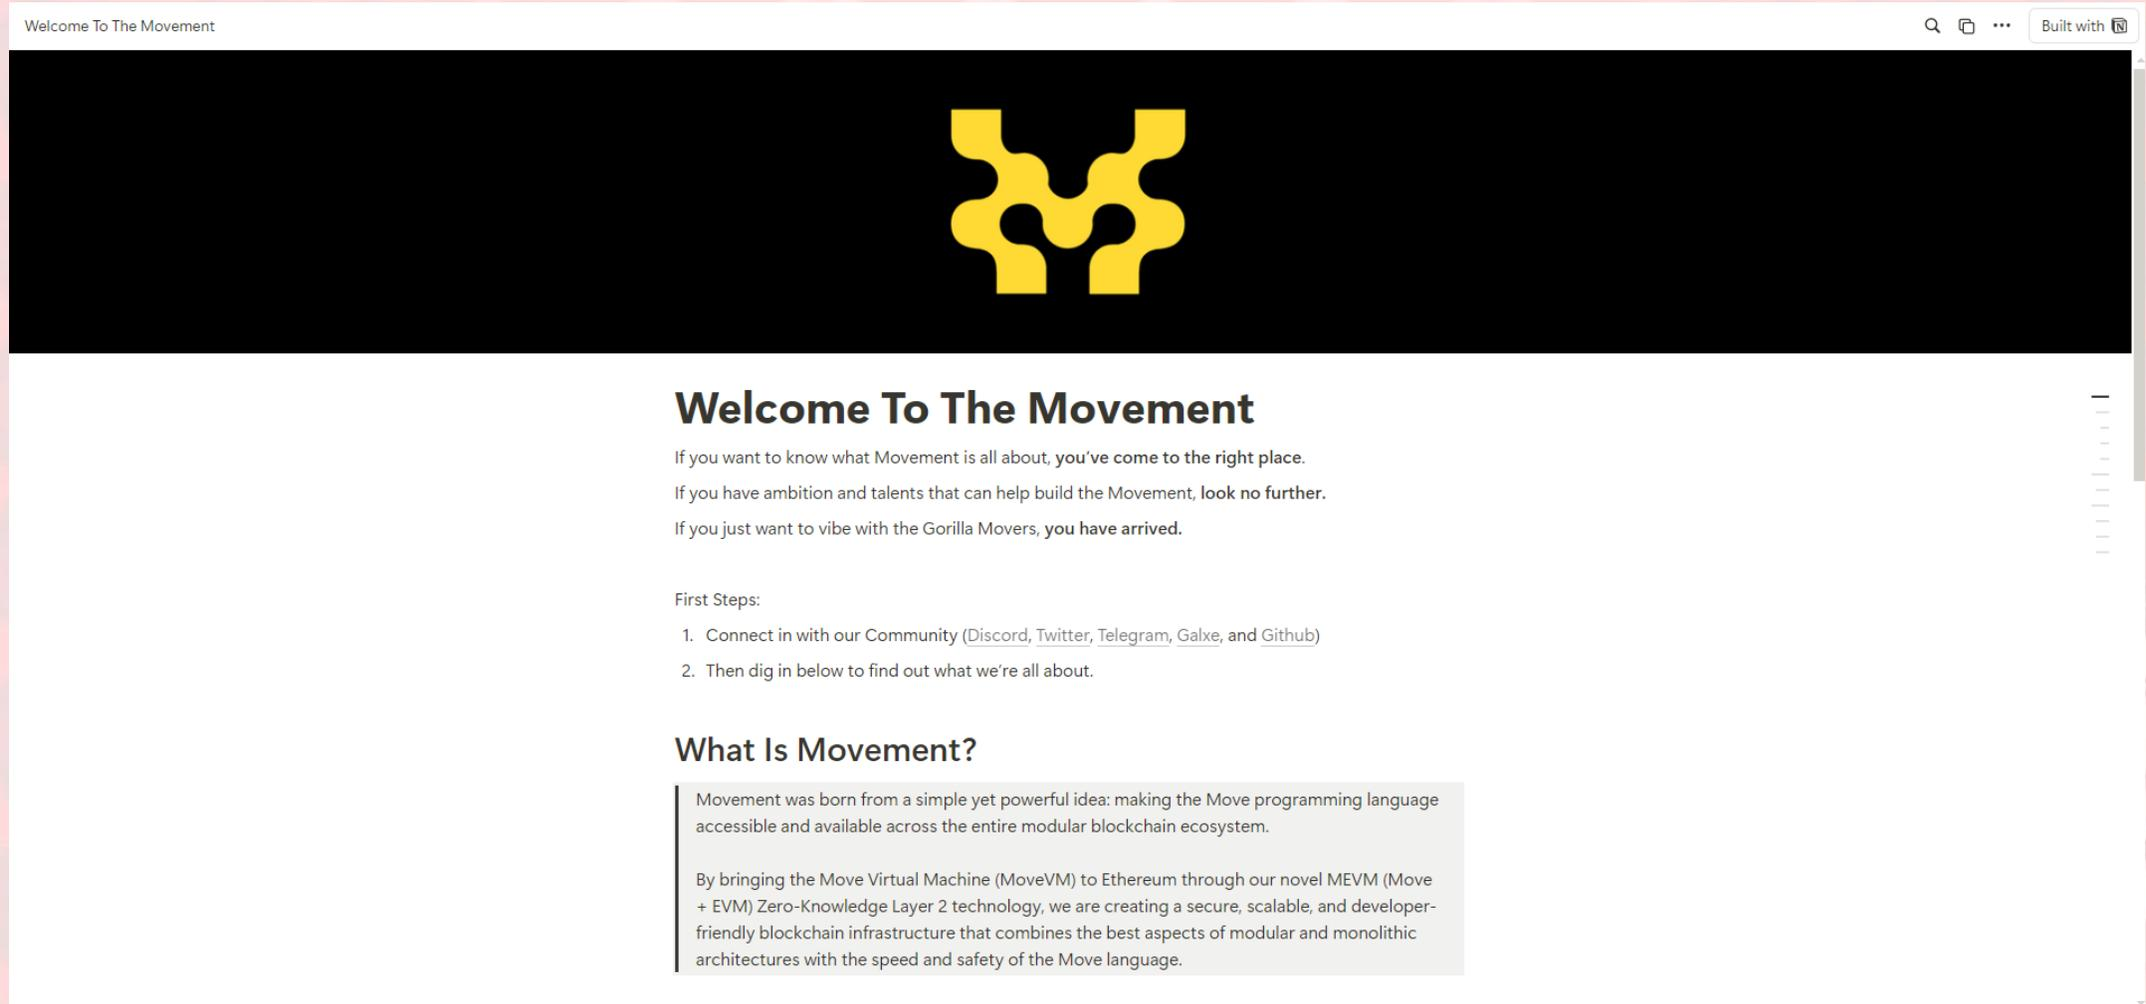 Welcome To The Movement
Built with
Welcome To The Movement
If you want to know what Movement is all about, you've come to the right place.
If you have ambition and talents that can help build the Movement, look no further.
If you just want to vibe with the Gorilla Movers, you have arrived.
First Steps:
1. Connect in with our Community (Discord, Twitter, Telegram, Galxe, and Github)
2. Then dig in below to find out what we're all about.
What Is Movement?
Movement was born from a simple yet powerful idea: making the Move programming language
accessible and available across the entire modular blockchain ecosystem.
By bringing the Move Virtual Machine (MoveVM) to Ethereum through our novel MEVM (Move
+ EVM) Zero-Knowledge Layer 2 technology, we are creating a secure, scalable, and developer-
friendly blockchain infrastructure that combines the best aspects of modular and monolithic
architectures with the speed and safety of the Move language.